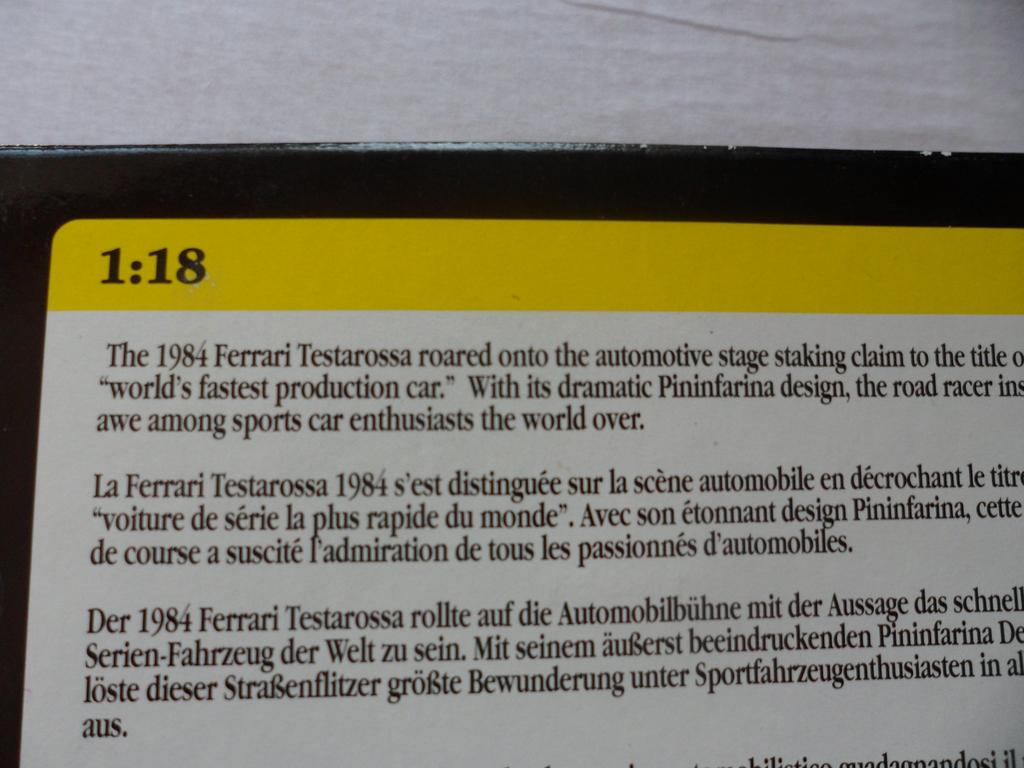 1:18
The 1984 Ferrari Testarossa roared onto the automotive stage staking claim to the title
“world's fastest production car.” With its dramatic Pininfarina design, the road racer
awe among sports car enthusiasts the world over.
La Ferrari Testarossa 1984 s'est distinguée sur la scène automobile en décrochant le titre
“voiture de série la plus rapide du monde”. Avec son étonnant design Pininfarina, cette
de course a suscité l'admiration de tous les passionnés d'automobiles.
Der 1984 Ferrari Testarossa rollte auf die Automobilbühne mit der Aussage das
Serien-Fahrzeug der Welt zu sein. Mit seinem äußerst beeindruckenden Pininfarina
löste dieser Straßenflitzer größte Bewunderung unter Sportfahrzeugenthusiasten in
aus.
guadagnandosi il